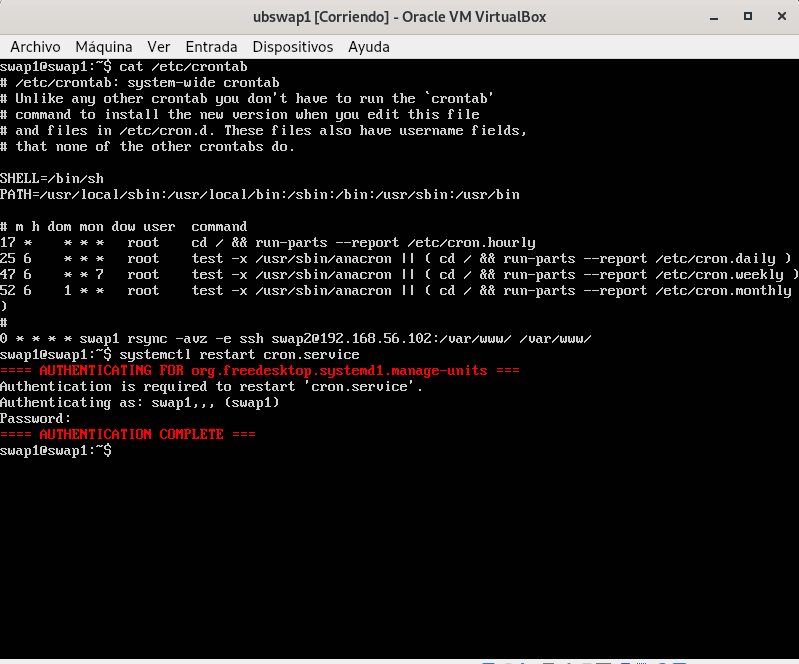 ubswap1 [Corriendo] - Oracle VM VirtualBox
Archivo Máquina Ver Entrada Dispositivos Ayuda
swap1@swap1:~$ cat /etc/crontab
# /etc/crontab: system-wide crontab
# Unlike any other crontab you don't have to run the `crontab'
# command to install the new version when you edit this file
# and files in /etc/cron.d. These files also have username fields,
# that none of the other crontabs do.

SHELL=/bin/sh
PATH=/usr/local/sbin:/usr/local/bin:/sbin:/bin:/usr/sbin:/usr/bin

# m h dom mon dow user  command
17 *    * * *   root    cd / && run-parts --report /etc/cron.hourly
25 6    * * *   root    test -x /usr/sbin/anacron || ( cd / && run-parts --report /etc/cron.daily )
47 6    * * 7   root    test -x /usr/sbin/anacron || ( cd / && run-parts --report /etc/cron.weekly )
52 6    1 * *   root    test -x /usr/sbin/anacron || ( cd / && run-parts --report /etc/cron.monthly
)
#
0 * * * * swap1 rsync -avz -e ssh swap2@192.168.56.102:/var/www/ /var/www/
swap1@swap1:~$ systemctl restart cron.service
==== AUTHENTICATING FOR org.freedesktop.systemd1.manage-units ===
Authentication is required to restart 'cron.service'.
Authenticating as: swap1,,, (swap1)
Password:
==== AUTHENTICATION COMPLETE ===
swap1@swap1:~$